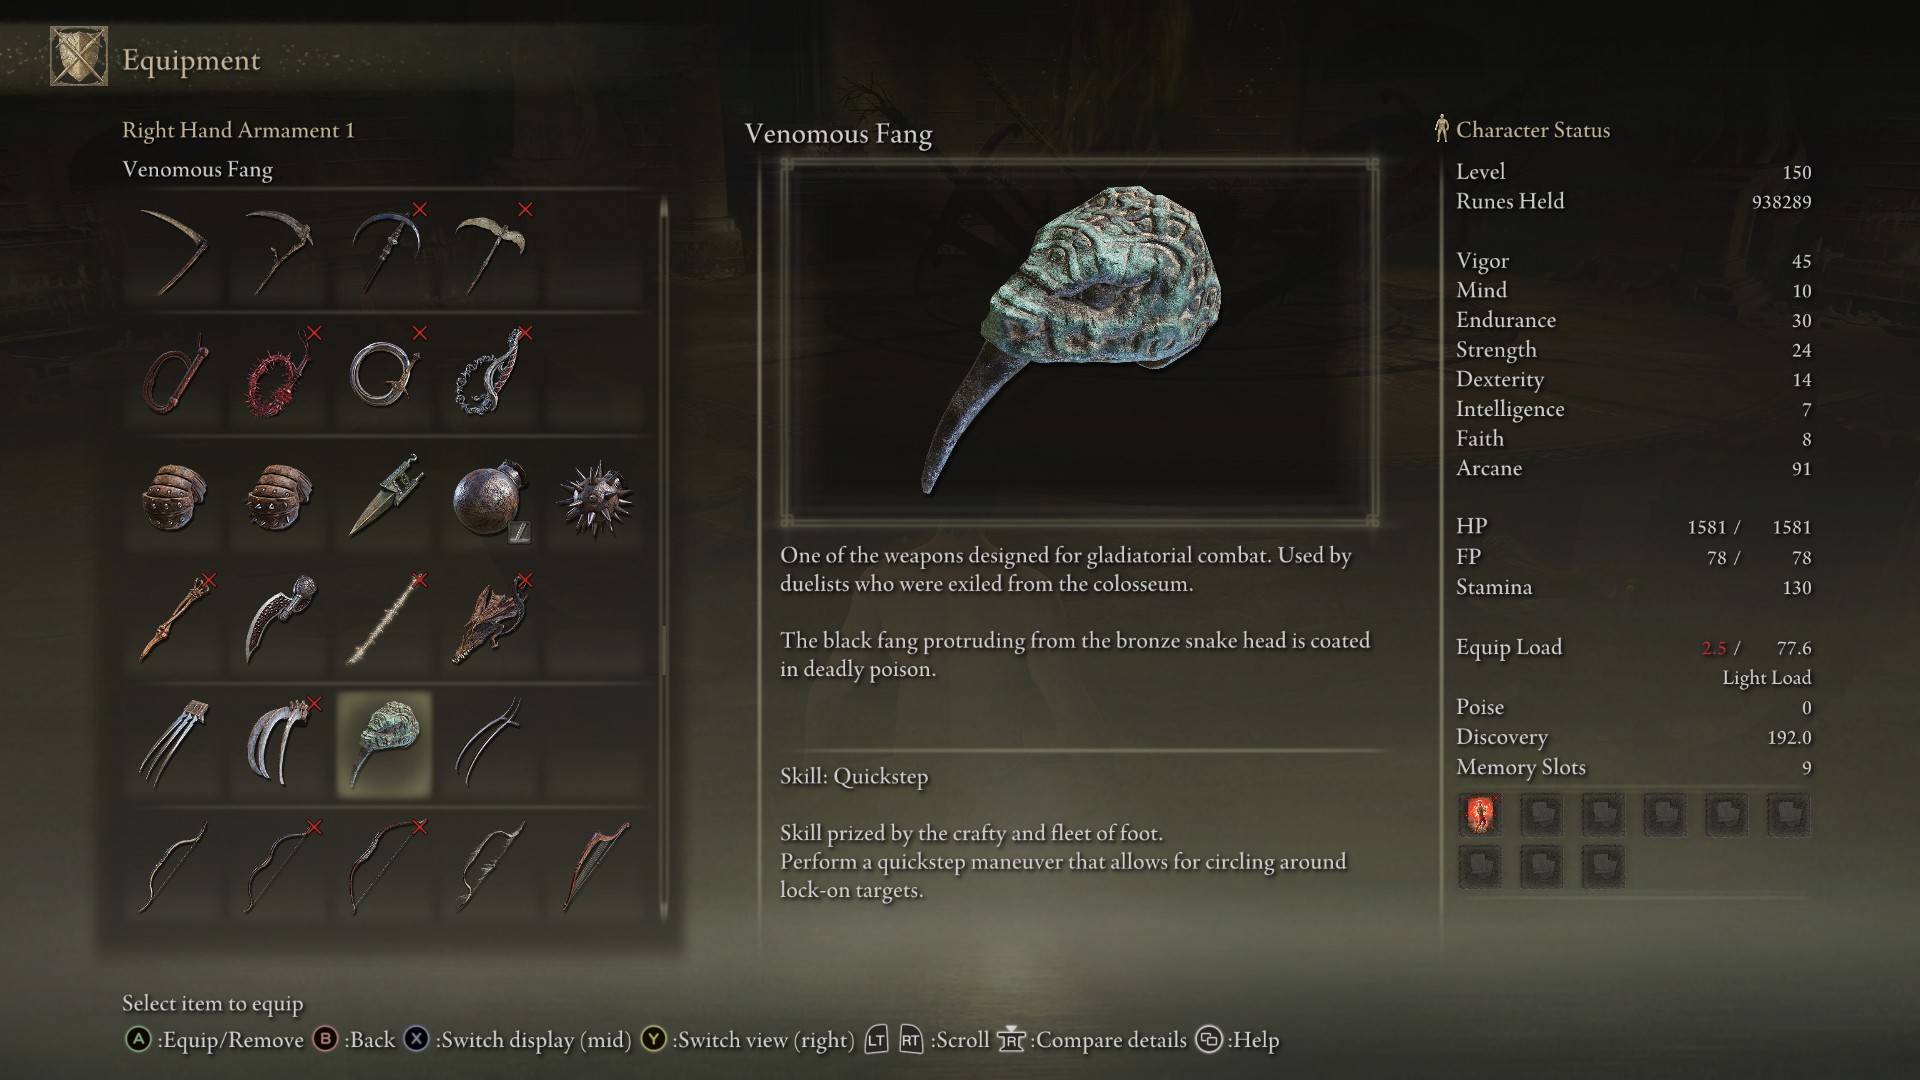 Equipment
Right Hand Armament 1
Venomous Fang
Venomous Fang
One of the weapons designed for gladiatorial combat. Used by
duelists who were exiled from the colosseum.
The black fang protruding from the bronze snake head is coated
in deadly poison.
Skill: Quickstep
Skill prized by the crafty and fleet of foot.
Perform a quickstep maneuver that allows for circling around
lock-on targets.
Character Status
Level 150
Runes Held 938289
Vigor 45
Mind 10
Endurance 30
Strength 24
Dexterity 14
Intelligence 7
Faith 8
Arcane 91
HP 1581 / 1581
FP 78 / 78
Stamina 130
Equip Load 2.5 / 77.6
Light Load
Poise 0
Discovery 192.0
Memory Slots 9
Select item to equip
A :Equip/Remove B :Back X :Switch display (mid) Y :Switch view (right) LT RT :Scroll R :Compare details :Help